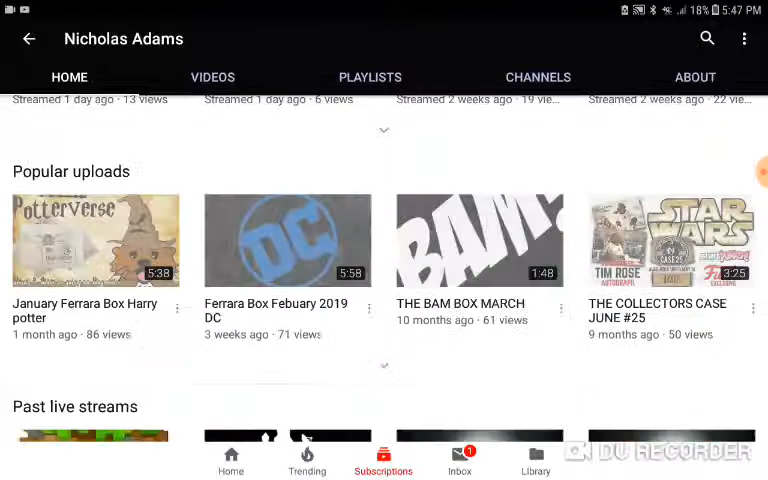 18% 5:47 PM
Nicholas Adams
HOME VIDEOS PLAYLISTS CHANNELS ABOUT
Streamed 1 day ago · 13 views Streamed 1 day ago · 6 views Streamed 2 weeks ago · 19 vie... Streamed 2 weeks ago · 22 vie...
Popular uploads
Potterverse
DC
BAM!
STAR WARS
TIM ROSE
AUTOGRAPH
CASE 25
EXCLUSIVE
5:38 5:58 1:48 3:25
January Ferrara Box Harry potter
1 month ago · 86 views
Ferrara Box Febuary 2019 DC
3 weeks ago · 71 views
THE BAM BOX MARCH
10 months ago · 61 views
THE COLLECTORS CASE JUNE #25
9 months ago · 50 views
Past live streams
Home Trending Subscriptions Inbox 1 Library
DU RECORDER